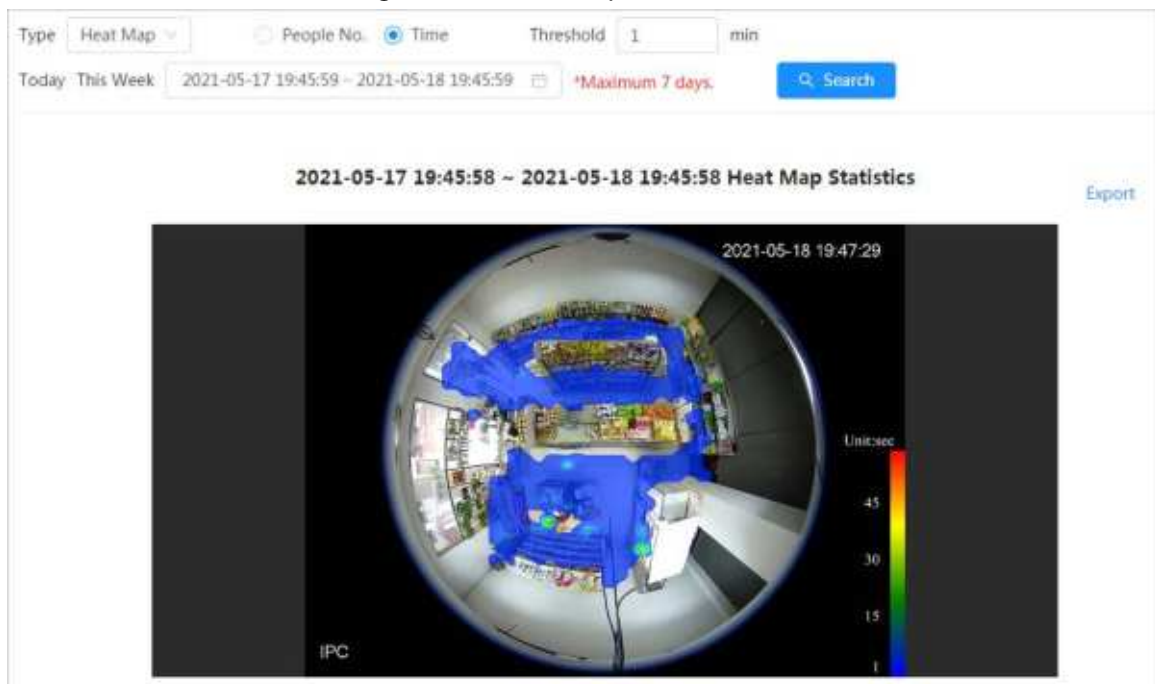 Type Heat Map People No. Time Threshold 1 min
Today This Week 2021-05-17 19:45:59 ~ 2021-05-18 19:45:59 *Maximum 7 days. Search
2021-05-17 19:45:58 ~ 2021-05-18 19:45:58 Heat Map Statistics
Export
2021-05-18 19:47:29
Unit:sec
45
30
15
1
IPC